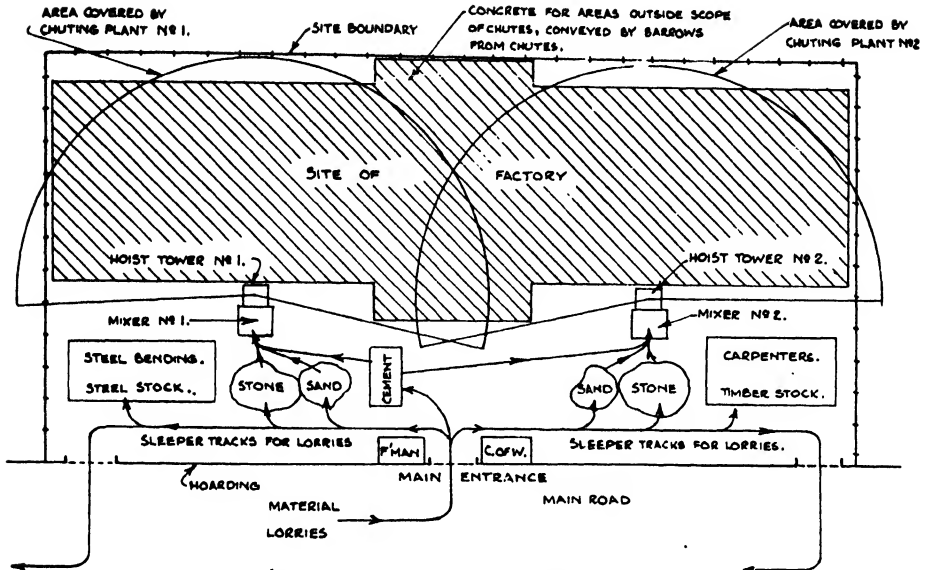 AREA COVERED BY
CHUTING PLANT Nº 1.
SITE BOUNDARY
CONCRETE FOR AREAS OUTSIDE SCOPE
OF CHUTES, CONVEYED BY BARROWS
FROM CHUTES.
AREA COVERED BY
CHUTING PLANT Nº2
SITE OF FACTORY
HOIST TOWER Nº 1.
HOIST TOWER Nº 2.
MIXER Nº 1.
MIXER Nº 2.
STEEL BENDING.
STEEL STOCK.
STONE
SAND
CEMENT
SAND
STONE
CARPENTERS.
TIMBER STOCK.
SLEEPER TRACKS FOR LORRIES
F'MAN
C.OFW.
SLEEPER TRACKS FOR LORRIES.
HOARDING
MAIN ENTRANCE
MAIN ROAD
MATERIAL
LORRIES